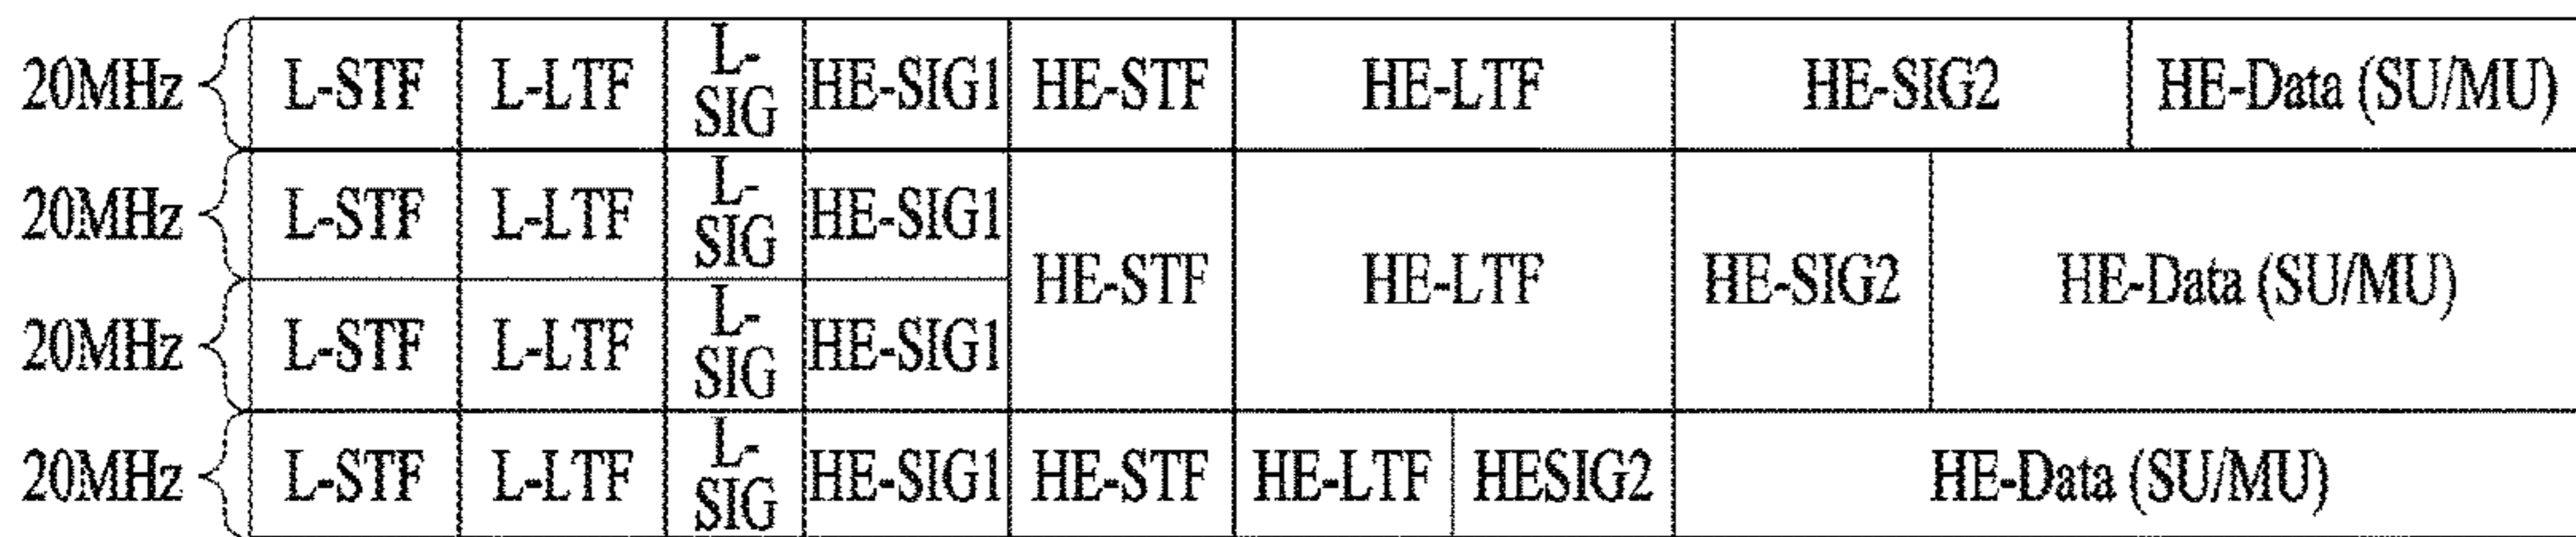 20MHz L-STF L-LTF L-SIG HE-SIG1 HE-STF HE-LTF HE-SIG2 HE-Data (SU/MU)
20MHz L-STF L-LTF L-SIG HE-SIG1
HE-STF HE-LTF HE-SIG2 HE-Data (SU/MU)
20MHz L-STF L-LTF L-SIG HE-SIG1
20MHz L-STF L-LTF L-SIG HE-SIG1 HE-STF HE-LTF HESIG2 HE-Data (SU/MU)